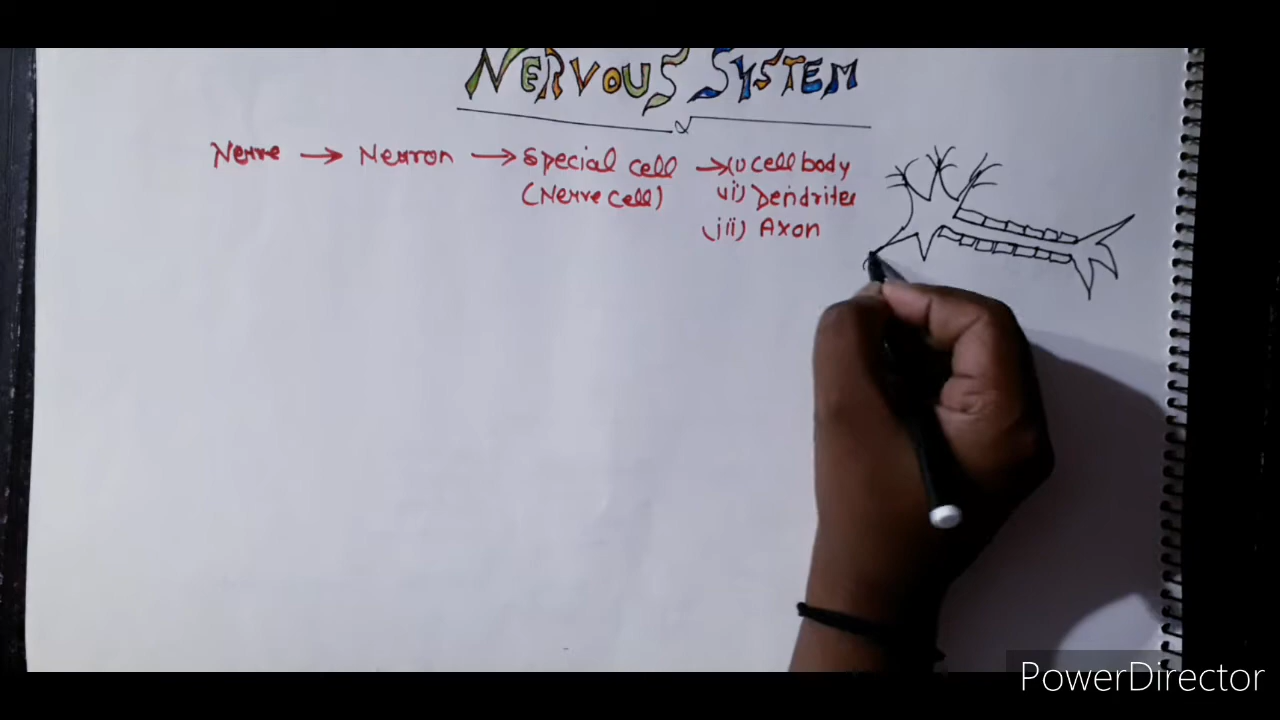 NERVOUS SYSTEM
Nerve → Neuron → Special cell → (i) cell body
(Nerve cell) (ii) Dendrites
(iii) Axon
PowerDirector